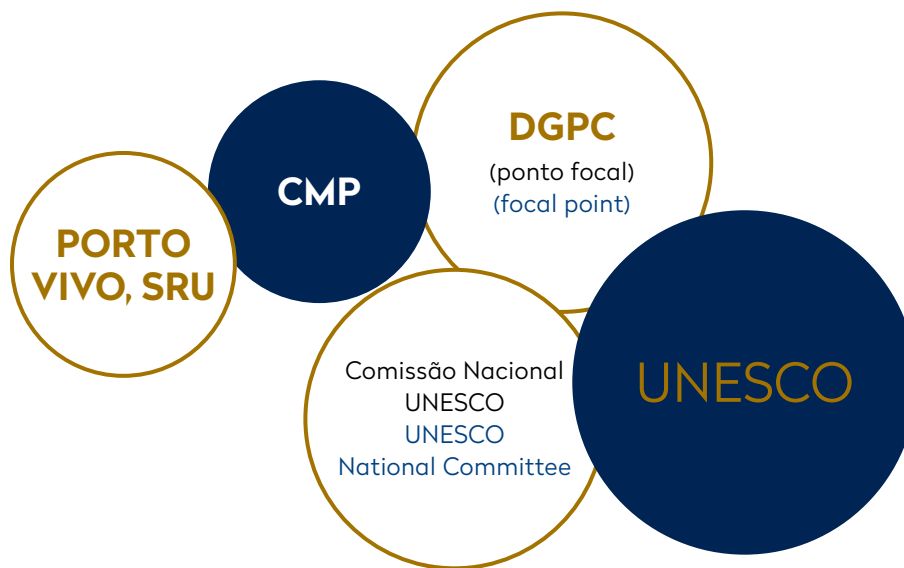 PORTO
VIVO, SRU
CMP
DGPC
(ponto focal)
(focal point)
Comissão Nacional
UNESCO
UNESCO
National Committee
UNESCO